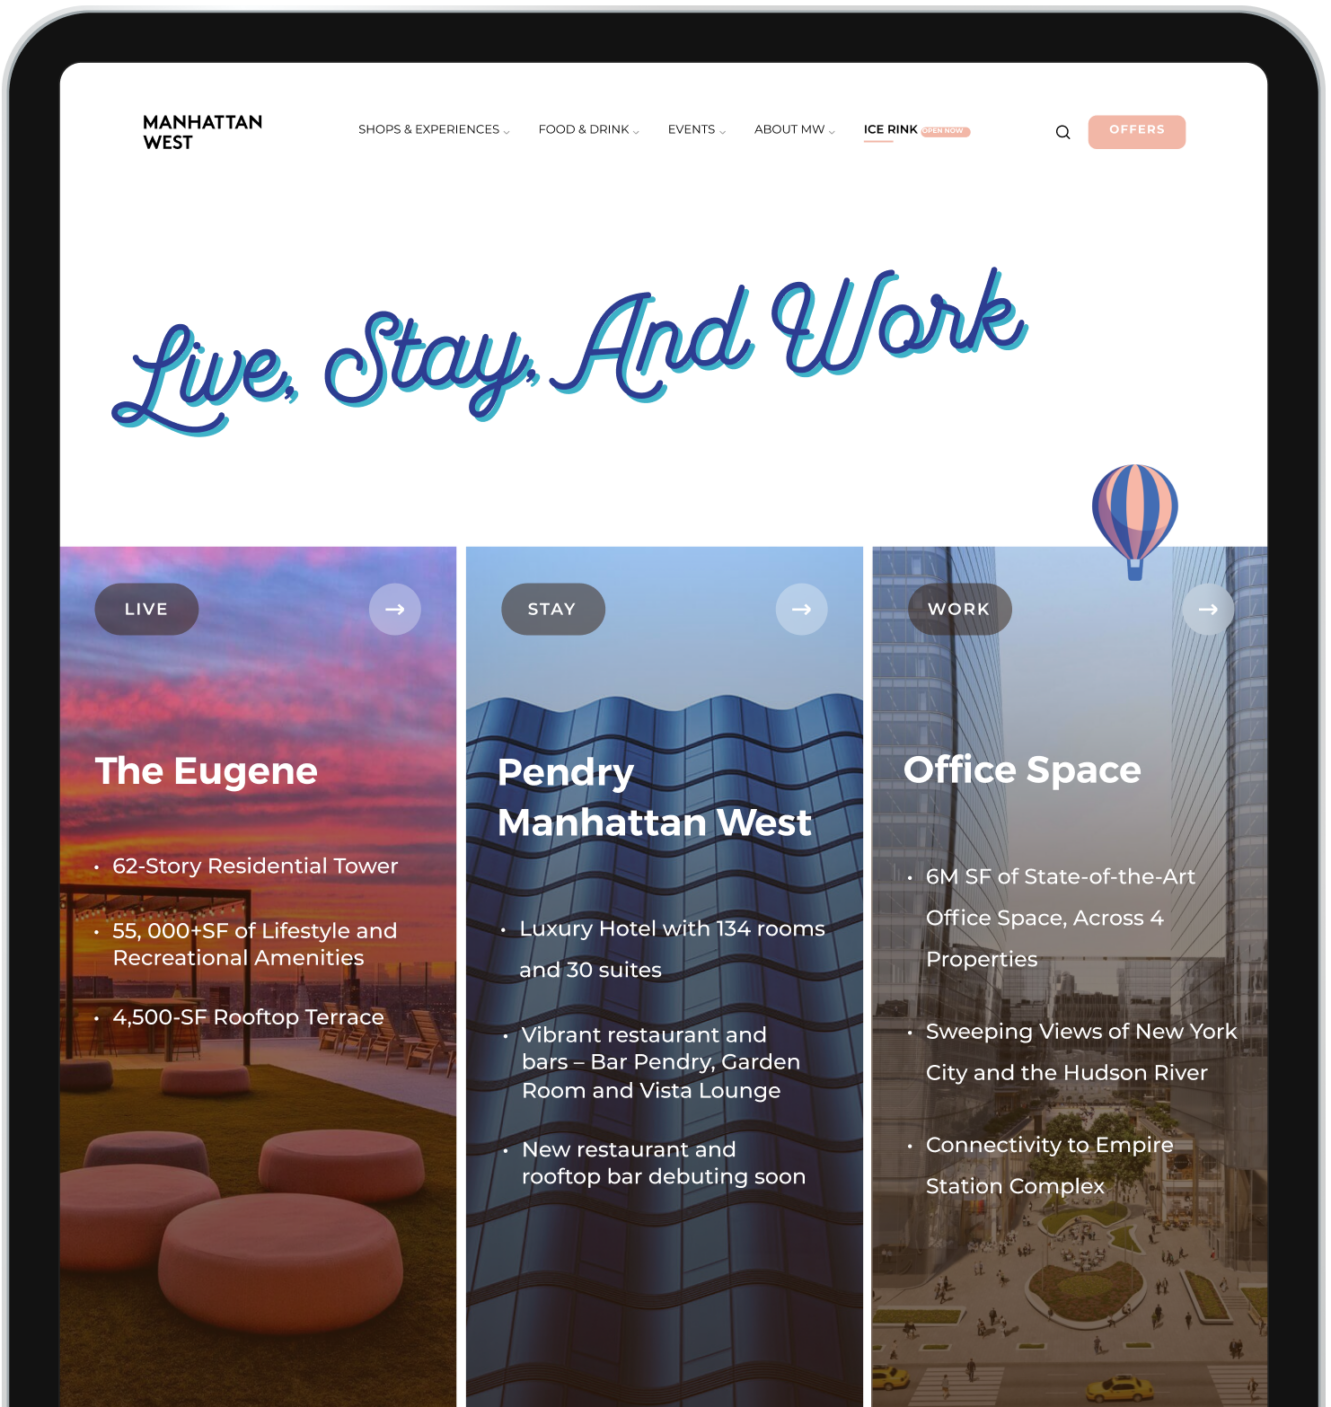 MANHATTAN
WEST
SHOPS & EXPERIENCES
FOOD & DRINK
EVENTS
ABOUT MW
ICE RINK
OPEN NOW
OFFERS
Live, Stay, And Work
LIVE
The Eugene
• 62-Story Residential Tower
• 55, 000+SF of Lifestyle and
Recreational Amenities
• 4,500-SF Rooftop Terrace
STAY
Pendry
Manhattan West
• Luxury Hotel with 134 rooms
and 30 suites
• Vibrant restaurant and
bars – Bar Pendry, Garden
Room and Vista Lounge
• New restaurant and
rooftop bar debuting soon
WORK
Office Space
• 6M SF of State-of-the-Art
Office Space, Across 4
Properties
• Sweeping Views of New York
City and the Hudson River
• Connectivity to Empire
Station Complex